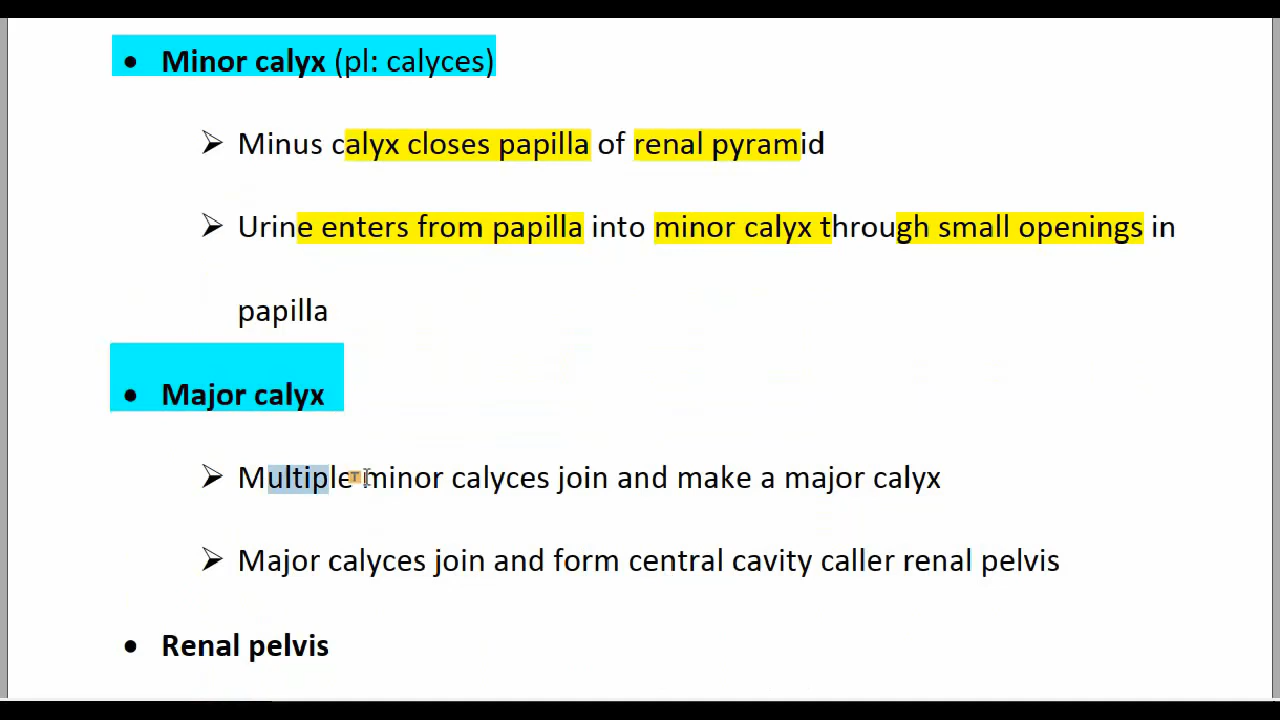 • Minor calyx (pl: calyces)
➢ Minus calyx closes papilla of renal pyramid
➢ Urine enters from papilla into minor calyx through small openings in
papilla
• Major calyx
➢ Multiple minor calyces join and make a major calyx
➢ Major calyces join and form central cavity caller renal pelvis
• Renal pelvis